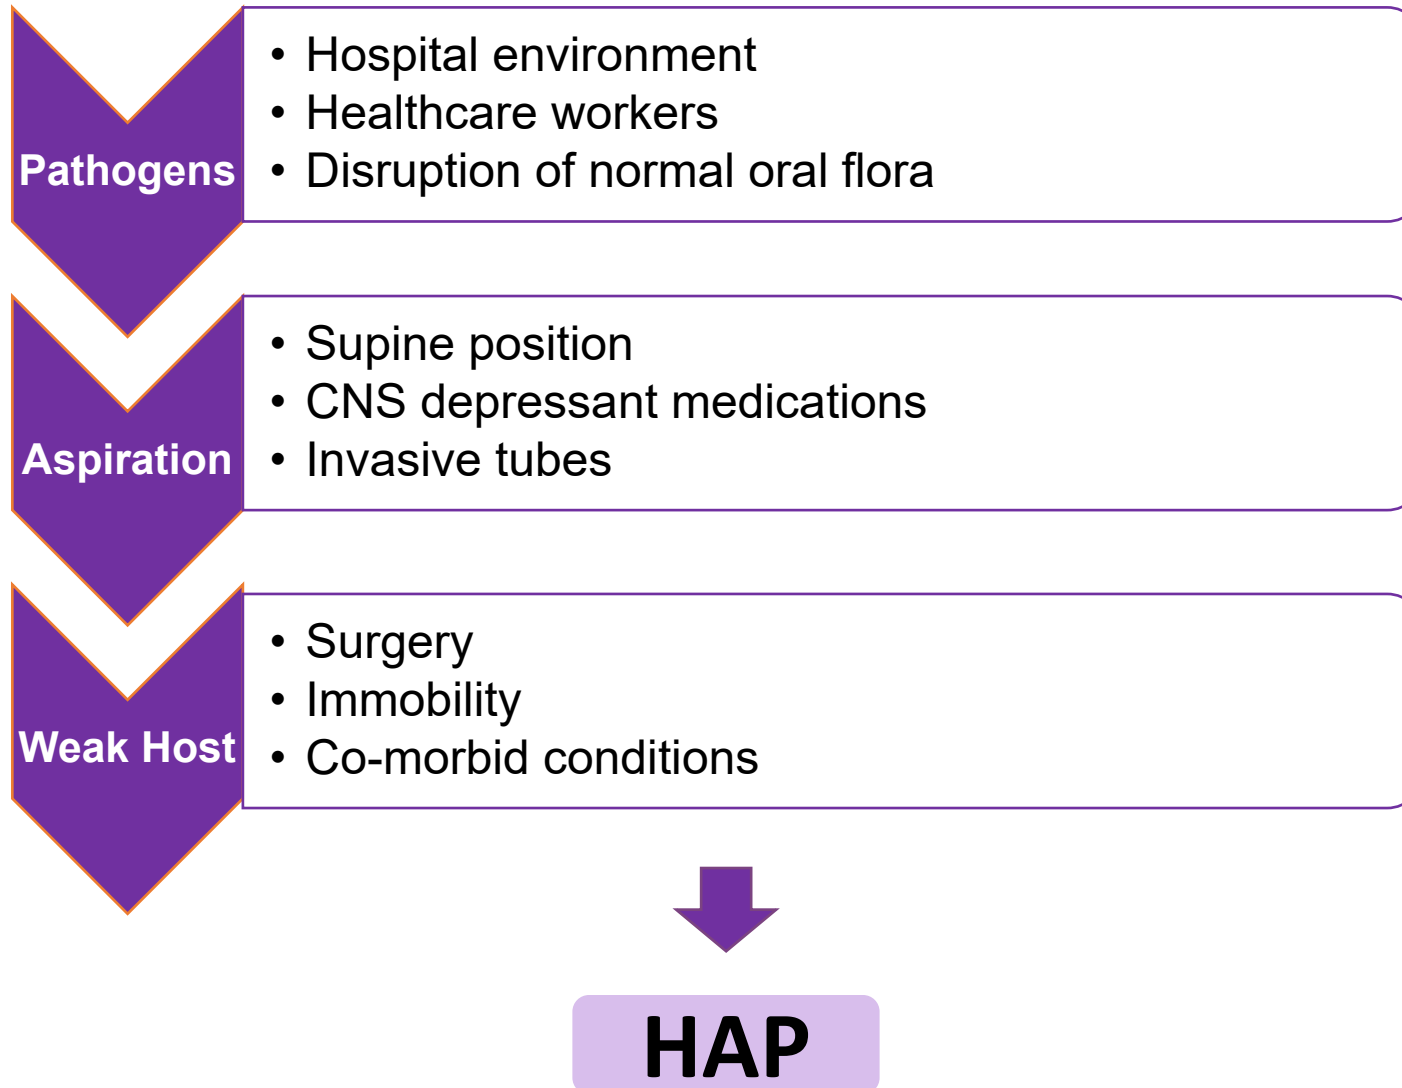 Pathogens
• Hospital environment
• Healthcare workers
• Disruption of normal oral flora
Aspiration
• Supine position
• CNS depressant medications
• Invasive tubes
Weak Host
• Surgery
• Immobility
• Co-morbid conditions
HAP